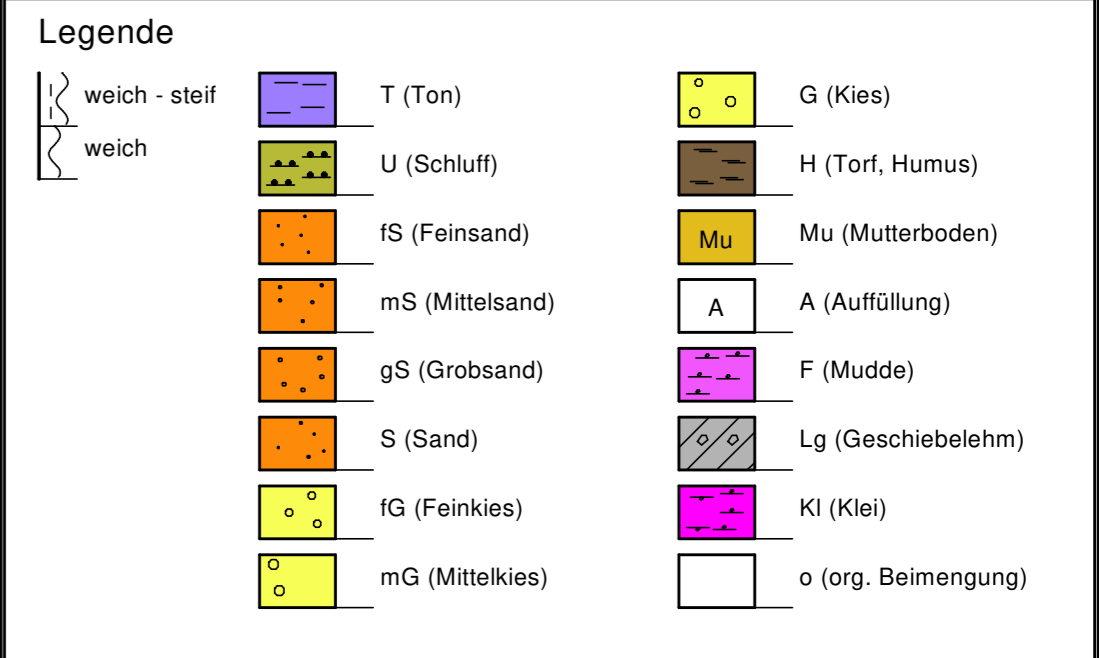 Legende
weich - steif
weich
T (Ton)
U (Schluff)
fS (Feinsand)
mS (Mittelsand)
gS (Grobsand)
S (Sand)
fG (Feinkies)
mG (Mittelkies)
G (Kies)
H (Torf, Humus)
Mu Mu (Mutterboden)
A A (Auffüllung)
F (Mudde)
Lg (Geschiebelehm)
Kl (Klei)
o (org. Beimengung)